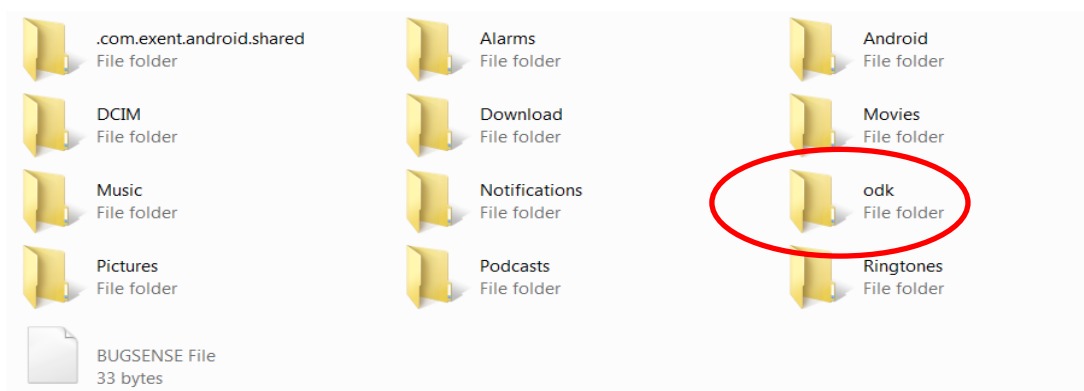 .com.exent.android.shared
File folder
Alarms
File folder
Android
File folder
DCIM
File folder
Download
File folder
Movies
File folder
Music
File folder
Notifications
File folder
odk
File folder
Pictures
File folder
Podcasts
File folder
Ringtones
File folder
BUGSENSE File
33 bytes